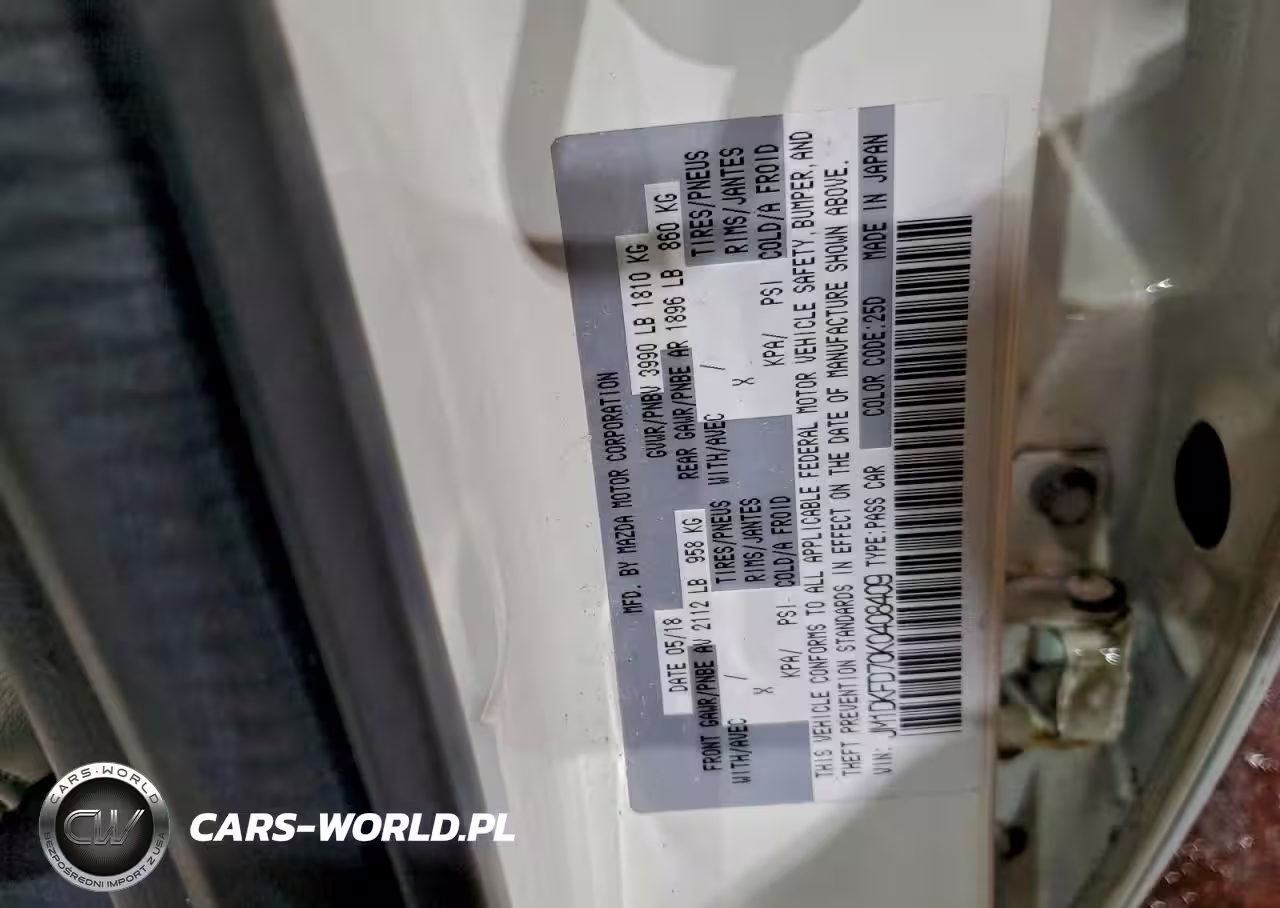 MFD. BY MAZDA MOTOR CORPORATION
DATE 05/18
GVWR/PNBV 3990 LB 1810 KG
FRONT GAWR/PNBE AV 2112 LB 958 KG
REAR GAWR/PNBE AR 1896 LB 860 KG
WITH/AVEC / TIRES/PNEUS
WITH/AVEC / TIRES/PNEUS
X RIMS/JANTES
X RIMS/JANTES
KPA/ PSI COLD/A FROID
KPA/ PSI COLD/A FROID
THIS VEHICLE CONFORMS TO ALL APPLICABLE FEDERAL MOTOR VEHICLE SAFETY, BUMPER, AND
THEFT PREVENTION STANDARDS IN EFFECT ON THE DATE OF MANUFACTURE SHOWN ABOVE.
VIN: JM1DKFD70K0408409 TYPE:PASS CAR COLOR CODE:25D MADE IN JAPAN
CARS-WORLD
CW
BEZPOŚREDNI IMPORT Z USA
CARS-WORLD.PL